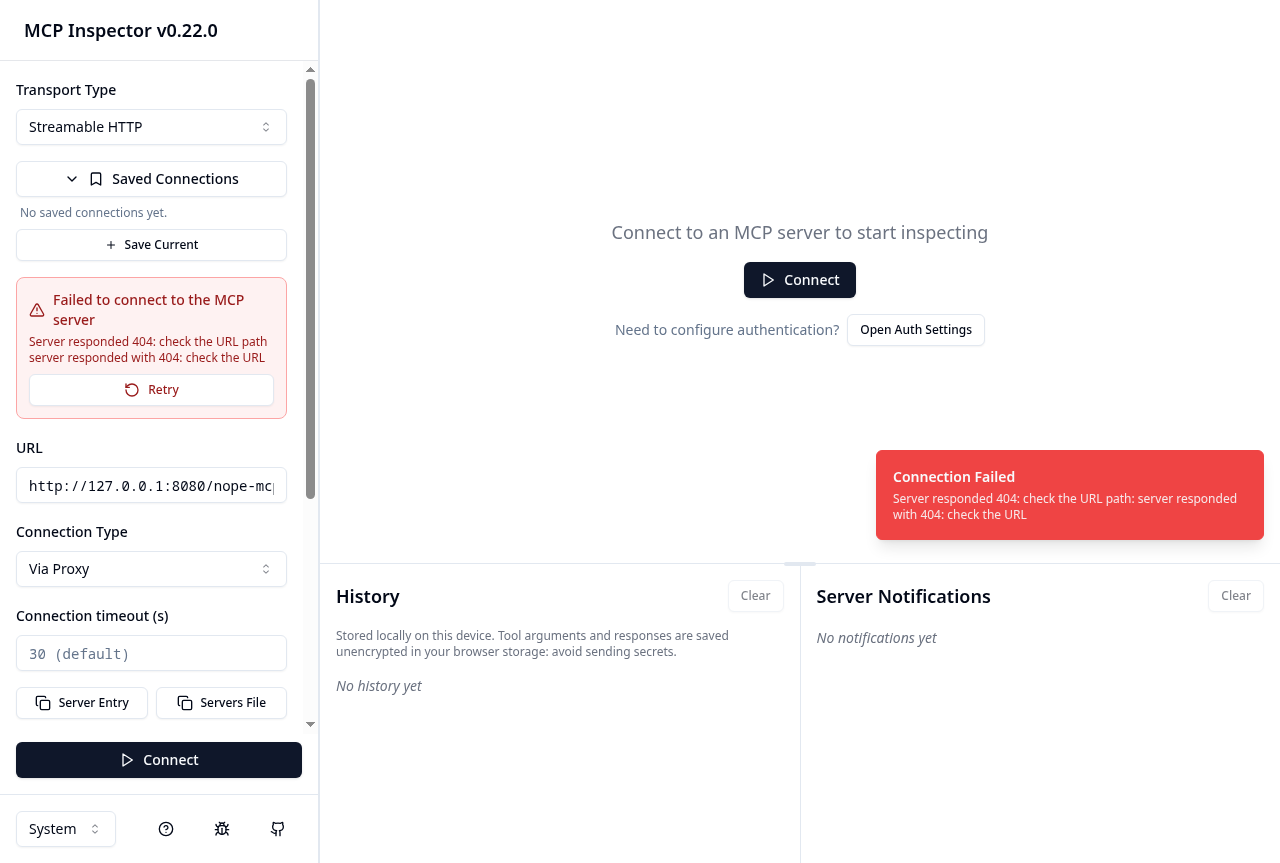 MCP Inspector v0.22.0
Transport Type
Streamable HTTP
Saved Connections
No saved connections yet.
Save Current
Failed to connect to the MCP
server
Server responded 404: check the URL path
server responded with 404: check the URL
Retry
URL
http://127.0.0.1:8080/nope-mc
Connection Type
Via Proxy
Connection timeout (s)
30 (default)
Server Entry
Servers File
Connect
System
Connect to an MCP server to start inspecting
Connect
Need to configure authentication?
Open Auth Settings
Connection Failed
Server responded 404: check the URL path: server responded
with 404: check the URL
History
Clear
Stored locally on this device. Tool arguments and responses are saved
unencrypted in your browser storage: avoid sending secrets.
No history yet
Server Notifications
Clear
No notifications yet